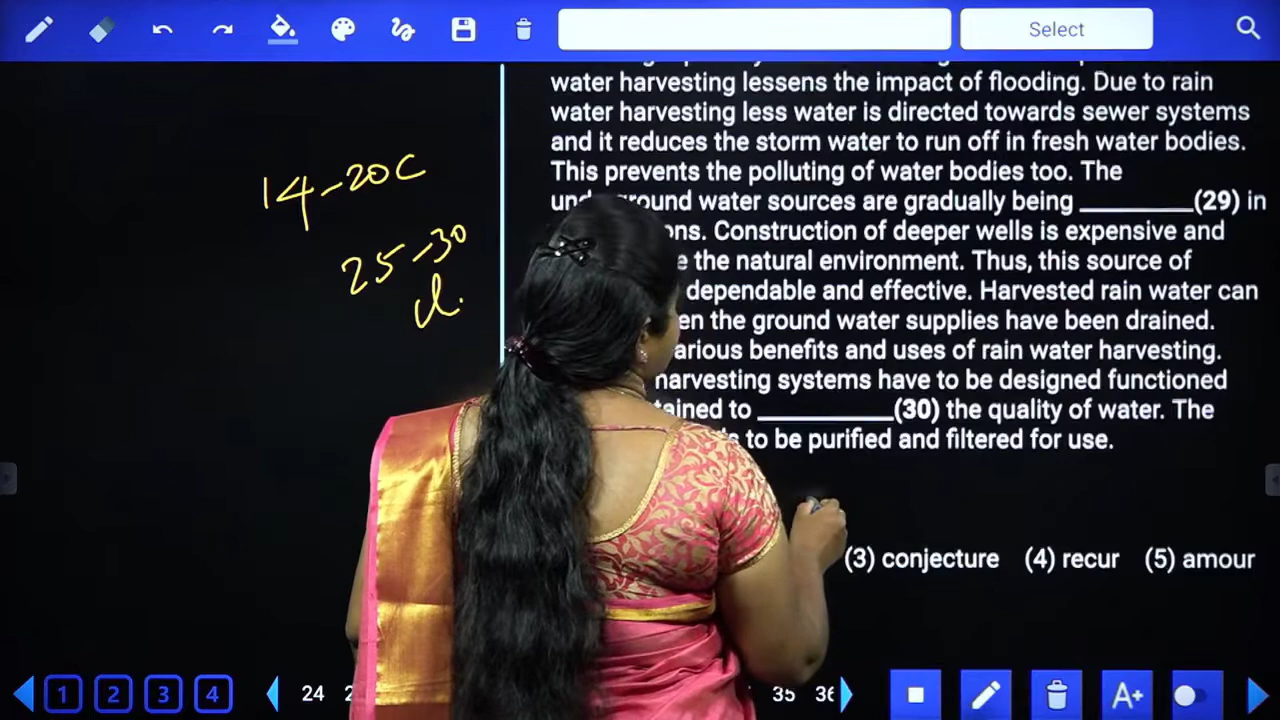 Select
water harvesting lessens the impact of flooding. Due to rain
water harvesting less water is directed towards sewer systems
and it reduces the storm water to run off in fresh water bodies.
This prevents the polluting of water bodies too. The
water sources are gradually being ________(29) in
14-20C
Construction of deeper wells is expensive and
25-30
the natural environment. Thus, this source of
dependable and effective. Harvested rain water can
the ground water supplies have been drained.
benefits and uses of rain water harvesting.
harvesting systems have to be designed functioned
to __________(30) the quality of water. The
to be purified and filtered for use.
(3) conjecture (4) recur (5) amour
1 2 3 4 24 35 36 A+